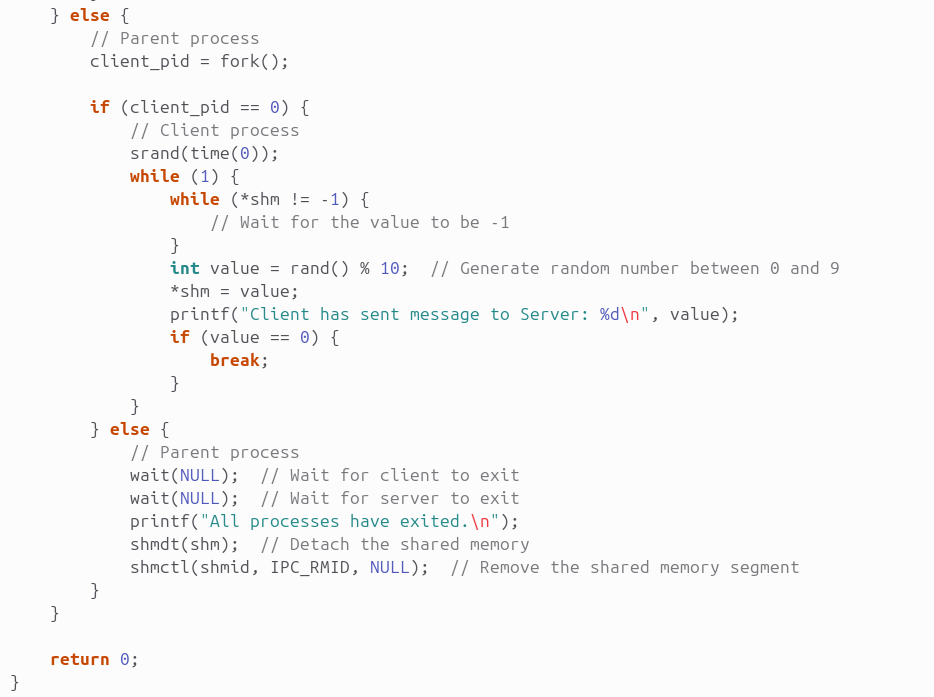 } else {
        // Parent process
        client_pid = fork();

        if (client_pid == 0) {
            // Client process
            srand(time(0));
            while (1) {
                while (*shm != -1) {
                    // Wait for the value to be -1
                }
                int value = rand() % 10;  // Generate random number between 0 and 9
                *shm = value;
                printf("Client has sent message to Server: %d\n", value);
                if (value == 0) {
                    break;
                }
            }
        } else {
            // Parent process
            wait(NULL);  // Wait for client to exit
            wait(NULL);  // Wait for server to exit
            printf("All processes have exited.\n");
            shmdt(shm);  // Detach the shared memory
            shmctl(shmid, IPC_RMID, NULL);  // Remove the shared memory segment
        }
    }

    return 0;
}